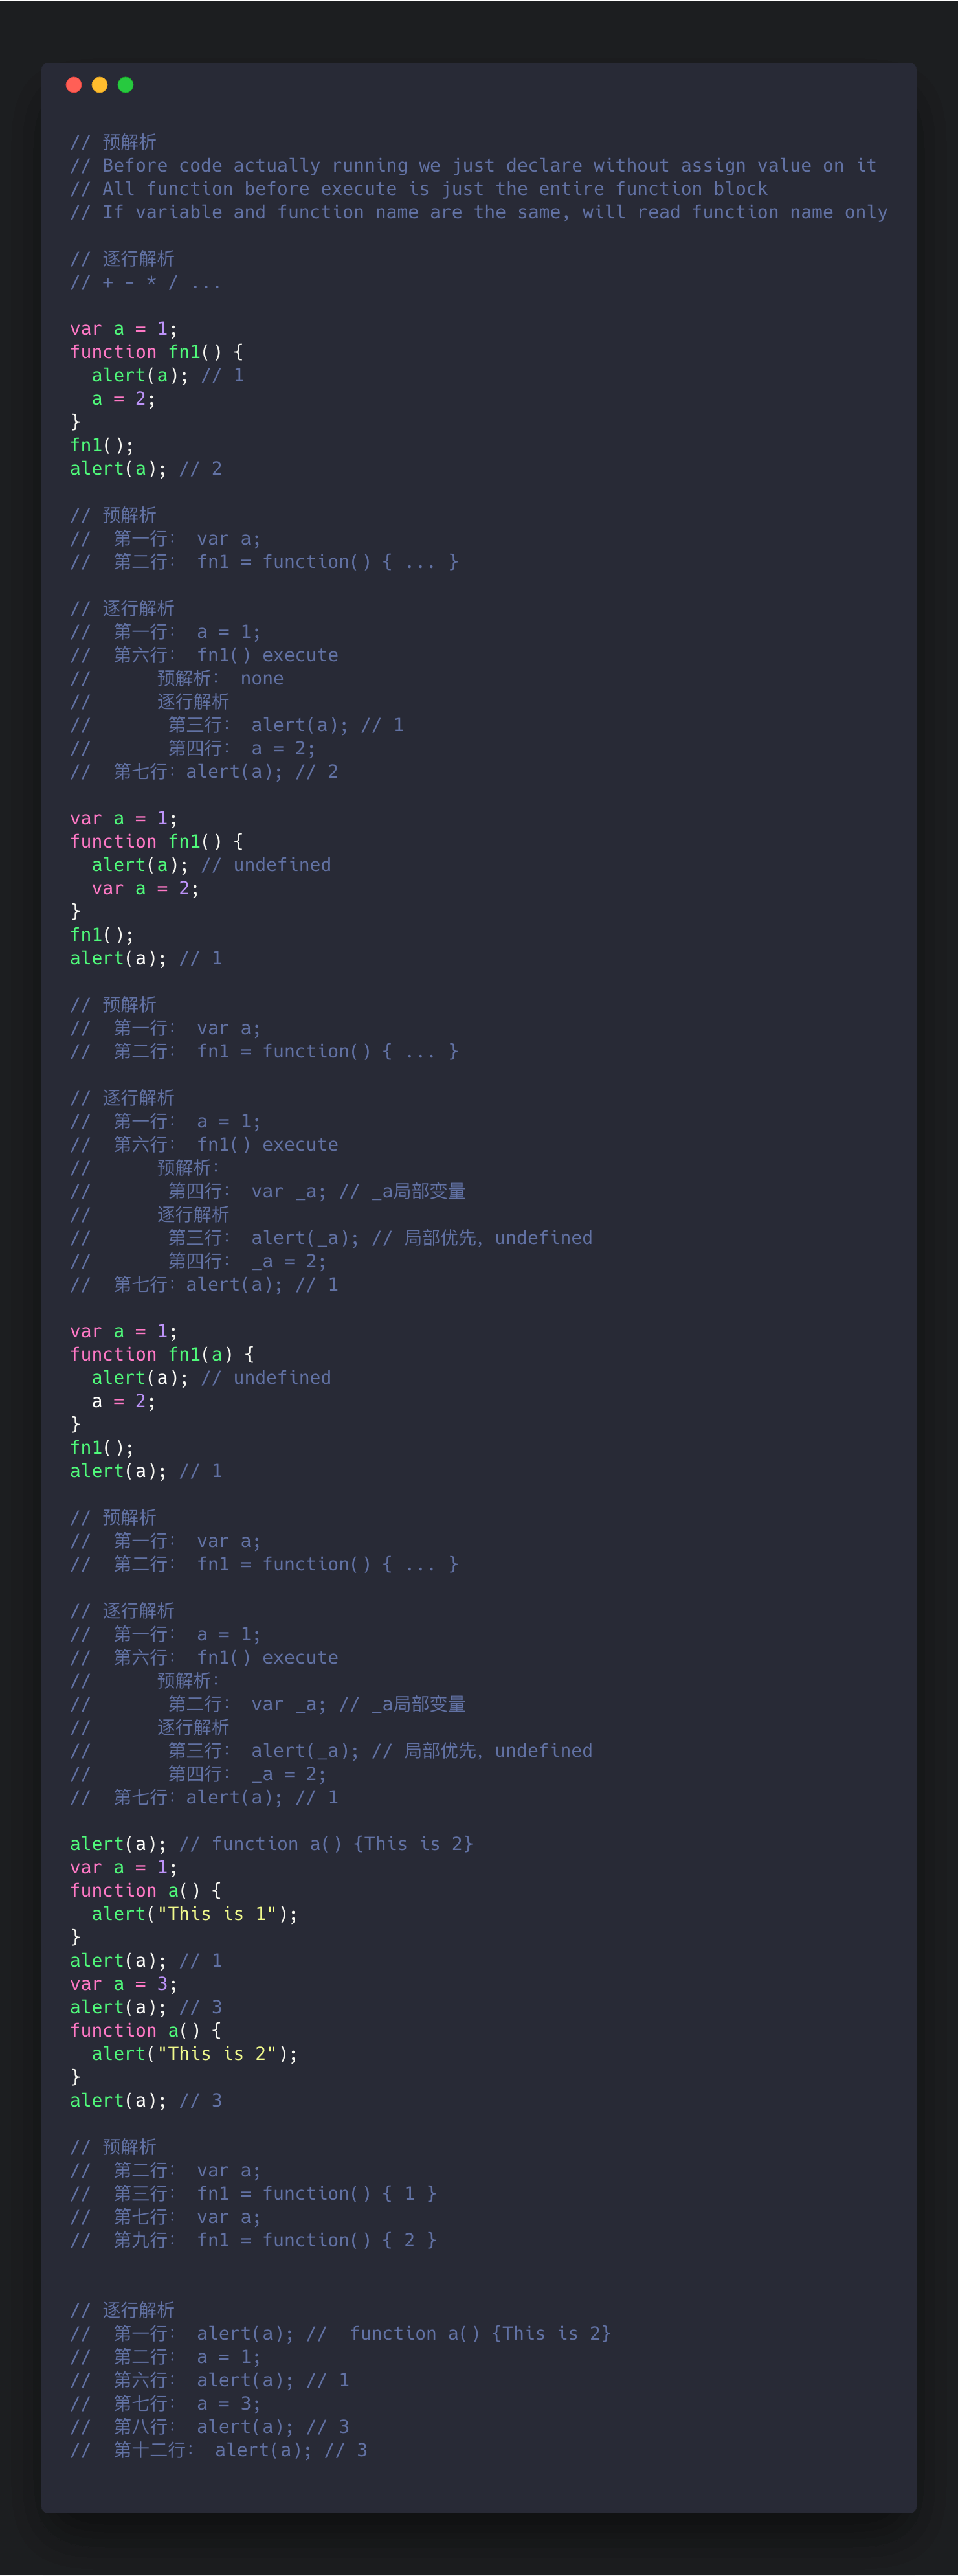 // 预解析
// Before code actually running we just declare without assign value on it
// All function before execute is just the entire function block
// If variable and function name are the same, will read function name only

// 逐行解析
// + - * / ...

var a = 1;
function fn1() {
  alert(a); // 1
  a = 2;
}
fn1();
alert(a); // 2

// 预解析
//  第一行： var a;
//  第二行： fn1 = function() { ... }

// 逐行解析
//  第一行： a = 1;
//  第六行： fn1() execute
//      预解析： none
//      逐行解析
//       第三行： alert(a); // 1
//       第四行： a = 2;
//  第七行：alert(a); // 2

var a = 1;
function fn1() {
  alert(a); // undefined
  var a = 2;
}
fn1();
alert(a); // 1

// 预解析
//  第一行： var a;
//  第二行： fn1 = function() { ... }

// 逐行解析
//  第一行： a = 1;
//  第六行： fn1() execute
//      预解析：
//       第四行： var _a; // _a局部变量
//      逐行解析
//       第三行： alert(_a); // 局部优先，undefined
//       第四行： _a = 2;
//  第七行：alert(a); // 1

var a = 1;
function fn1(a) {
  alert(a); // undefined
  a = 2;
}
fn1();
alert(a); // 1

// 预解析
//  第一行： var a;
//  第二行： fn1 = function() { ... }

// 逐行解析
//  第一行： a = 1;
//  第六行： fn1() execute
//      预解析：
//       第二行： var _a; // _a局部变量
//      逐行解析
//       第三行： alert(_a); // 局部优先，undefined
//       第四行： _a = 2;
//  第七行：alert(a); // 1

alert(a); // function a() {This is 2}
var a = 1;
function a() {
  alert("This is 1");
}
alert(a); // 1
var a = 3;
alert(a); // 3
function a() {
  alert("This is 2");
}
alert(a); // 3

// 预解析
//  第二行： var a;
//  第三行： fn1 = function() { 1 }
//  第七行： var a;
//  第九行： fn1 = function() { 2 }


// 逐行解析
//  第一行： alert(a); //  function a() {This is 2}
//  第二行： a = 1;
//  第六行： alert(a); // 1
//  第七行： a = 3;
//  第八行： alert(a); // 3
//  第十二行： alert(a); // 3